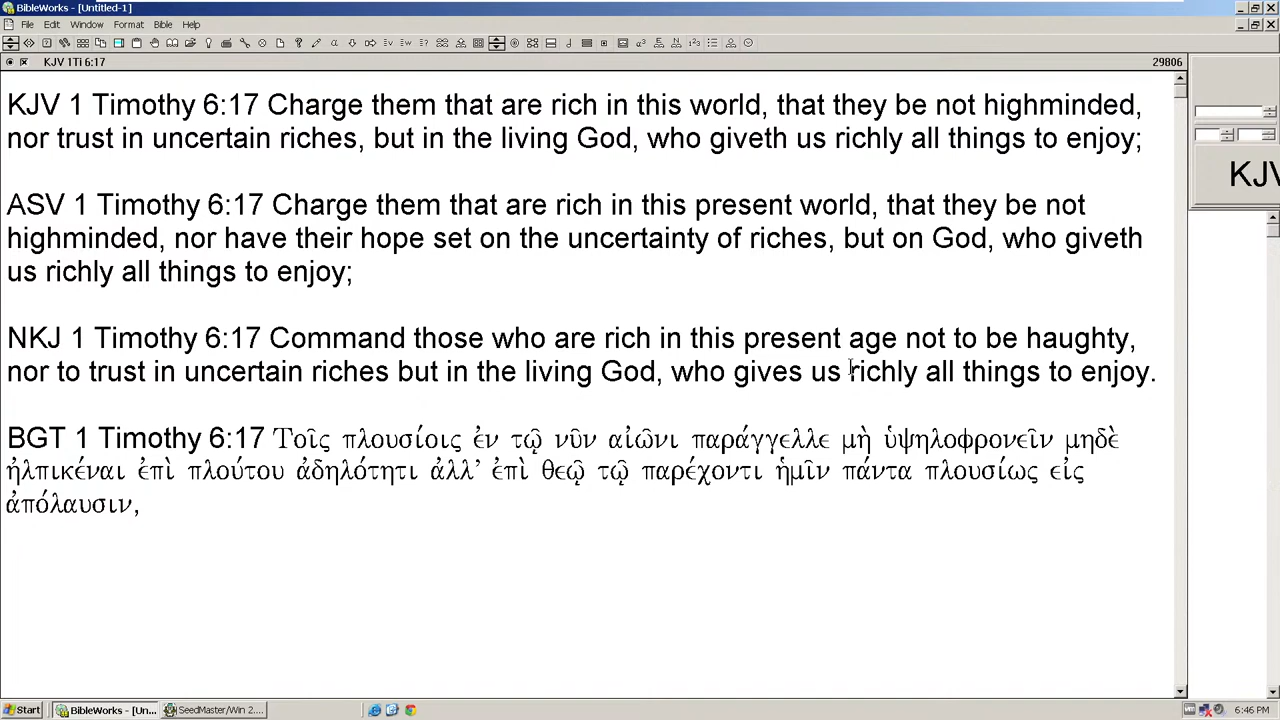 BibleWorks - [Untitled-1]
File Edit Window Format Bible Help
KJV 1Ti 6:17 29806
KJV 1 Timothy 6:17 Charge them that are rich in this world, that they be not highminded,
nor trust in uncertain riches, but in the living God, who giveth us richly all things to enjoy;
ASV 1 Timothy 6:17 Charge them that are rich in this present world, that they be not
highminded, nor have their hope set on the uncertainty of riches, but on God, who giveth
us richly all things to enjoy;
NKJ 1 Timothy 6:17 Command those who are rich in this present age not to be haughty,
nor to trust in uncertain riches but in the living God, who gives us richly all things to enjoy.
BGT 1 Timothy 6:17 Τοῖς πλουσίοις ἐν τῷ νῦν αἰῶνι παράγγελλε μὴ ὑψηλοφρονεῖν μηδὲ
ἠλπικέναι ἐπὶ πλούτου ἀδηλότητι ἀλλ’ ἐπὶ θεῷ τῷ παρέχοντι ἡμῖν πάντα πλουσίως εἰς
ἀπόλαυσιν,
KJV
Start BibleWorks - [Un... SeedMaster/Win 2.... 6:46 PM